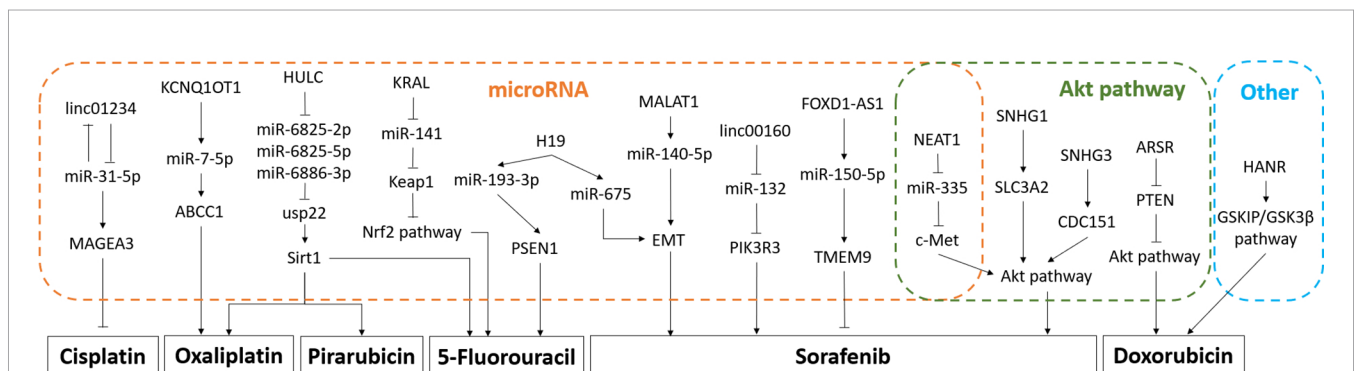 microRNA
Akt pathway
Other
linc01234
miR-31-5p
MAGEA3
KCNQ1OT1
miR-7-5p
ABCC1
HULC
miR-6825-2p
miR-6825-5p
miR-6886-3p
usp22
Sirt1
KRAL
miR-141
Keap1
Nrf2 pathway
H19
miR-193-3p
miR-675
PSEN1
MALAT1
miR-140-5p
EMT
linc00160
miR-132
PIK3R3
FOXD1-AS1
miR-150-5p
TMEM9
NEAT1
miR-335
c-Met
SNHG1
SLC3A2
SNHG3
CDC151
Akt pathway
ARSR
PTEN
Akt pathway
HANR
GSKIP/GSK3β
pathway
Cisplatin
Oxaliplatin
Pirarubicin
5-Fluorouracil
Sorafenib
Doxorubicin